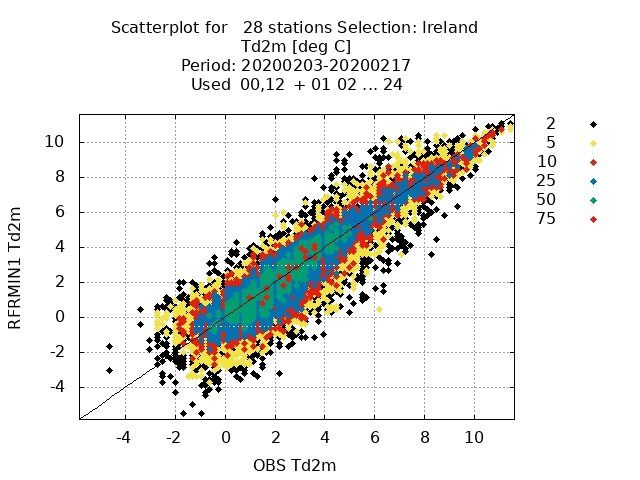 Scatterplot for 28 stations Selection: Ireland
Td2m [deg C]
Period: 20200203-20200217
Used 00,12 + 01 02 ... 24
2
5
10
25
50
75
RFRMIN1 Td2m
10
8
6
4
2
0
-2
-4
-4 -2 0 2 4 6 8 10
OBS Td2m